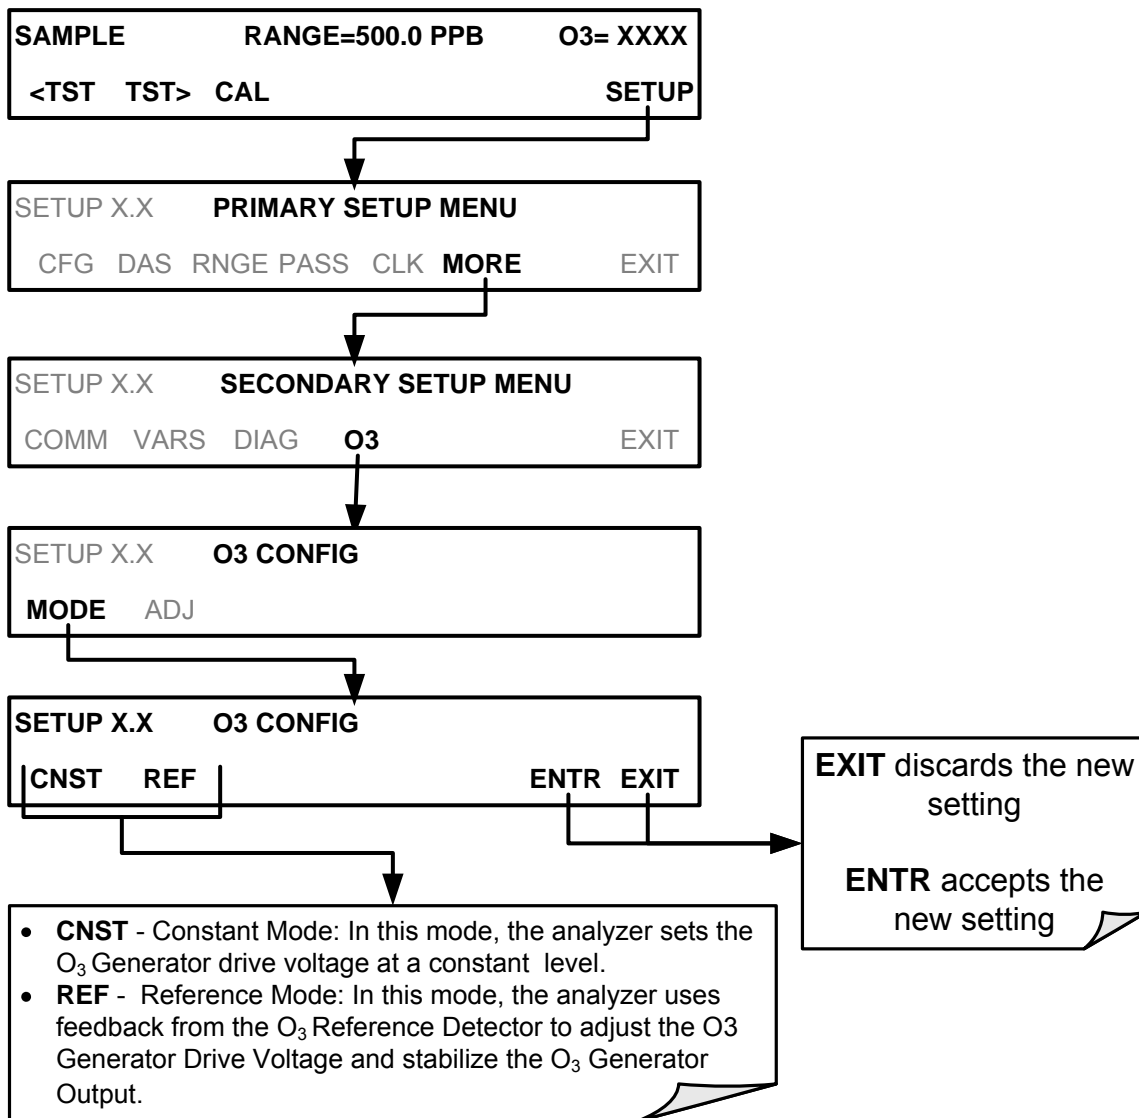 SAMPLE RANGE=500.0 PPB O3= XXXX
<TST TST> CAL SETUP
SETUP X.X PRIMARY SETUP MENU
CFG DAS RNGE PASS CLK MORE EXIT
SETUP X.X SECONDARY SETUP MENU
COMM VARS DIAG O3 EXIT
SETUP X.X O3 CONFIG
MODE ADJ
SETUP X.X O3 CONFIG
CNST REF ENTR EXIT
EXIT discards the new
setting
ENTR accepts the
new setting
• CNST - Constant Mode: In this mode, the analyzer sets the
O₃ Generator drive voltage at a constant level.
• REF - Reference Mode: In this mode, the analyzer uses
feedback from the O₃ Reference Detector to adjust the O3
Generator Drive Voltage and stabilize the O₃ Generator
Output.